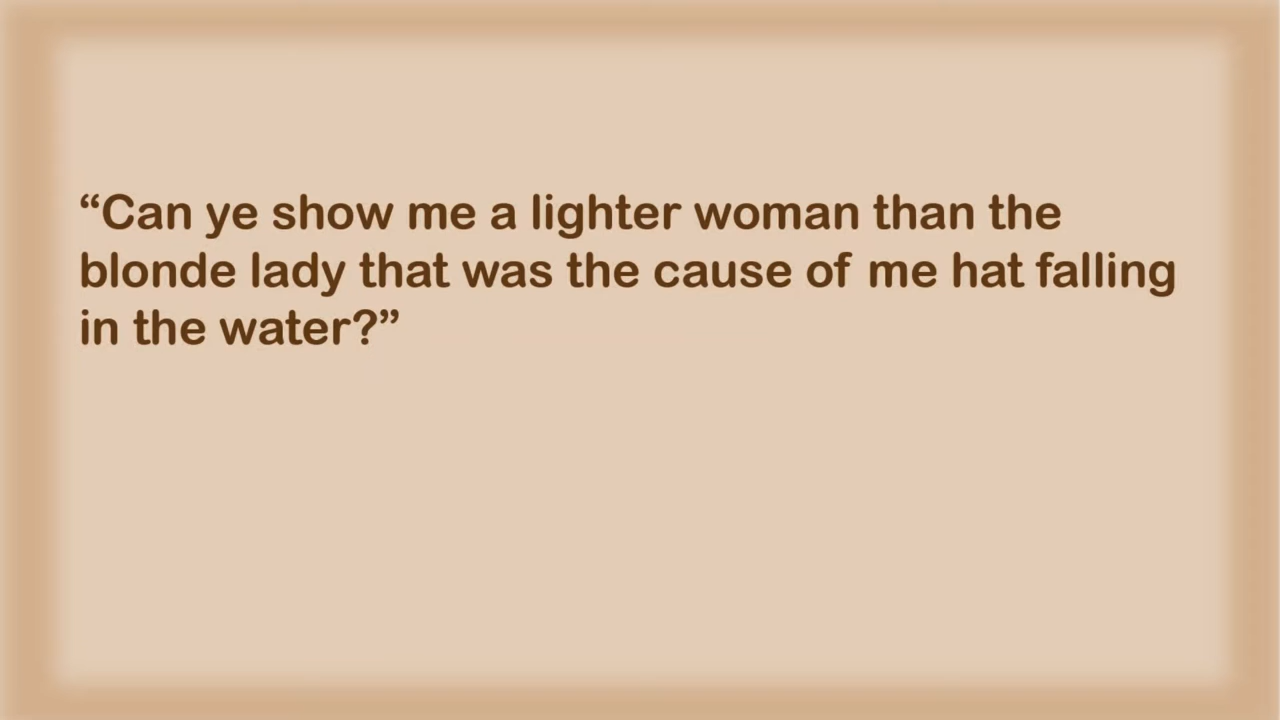 “Can ye show me a lighter woman than the
blonde lady that was the cause of me hat falling
in the water?”